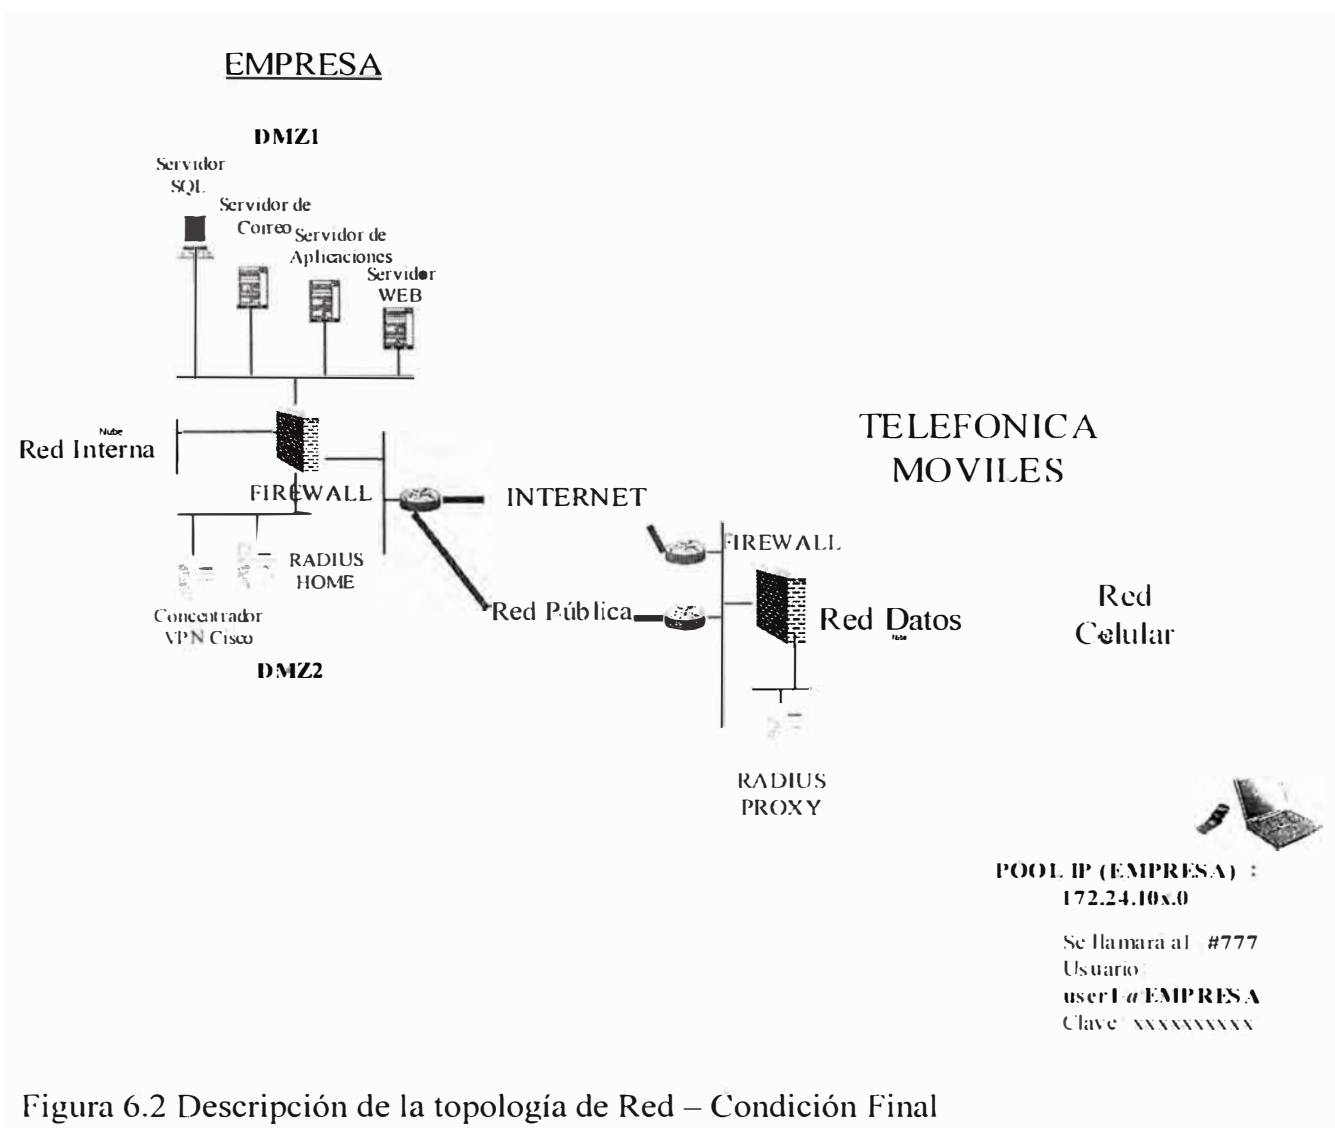 EMPRESA
DMZ1
Servidor
SQL
Servidor de
Correo
Servidor de
Aplicaciones
Servidor
WEB
Nube
Red Interna
FIREWALL
INTERNET
TELEFONICA
MOVILES
RADIUS
HOME
Concentrador
VPN Cisco
DMZ2
Red Pública
FIREWALL
Red Datos
Nube
Red
Celular
RADIUS
PROXY
POOL IP (EMPRESA) :
172.24.10x.0
Se llamara al #777
Usuario:
user1@EMPRESA
Clave: xxxxxxxxxx
Figura 6.2 Descripción de la topología de Red – Condición Final